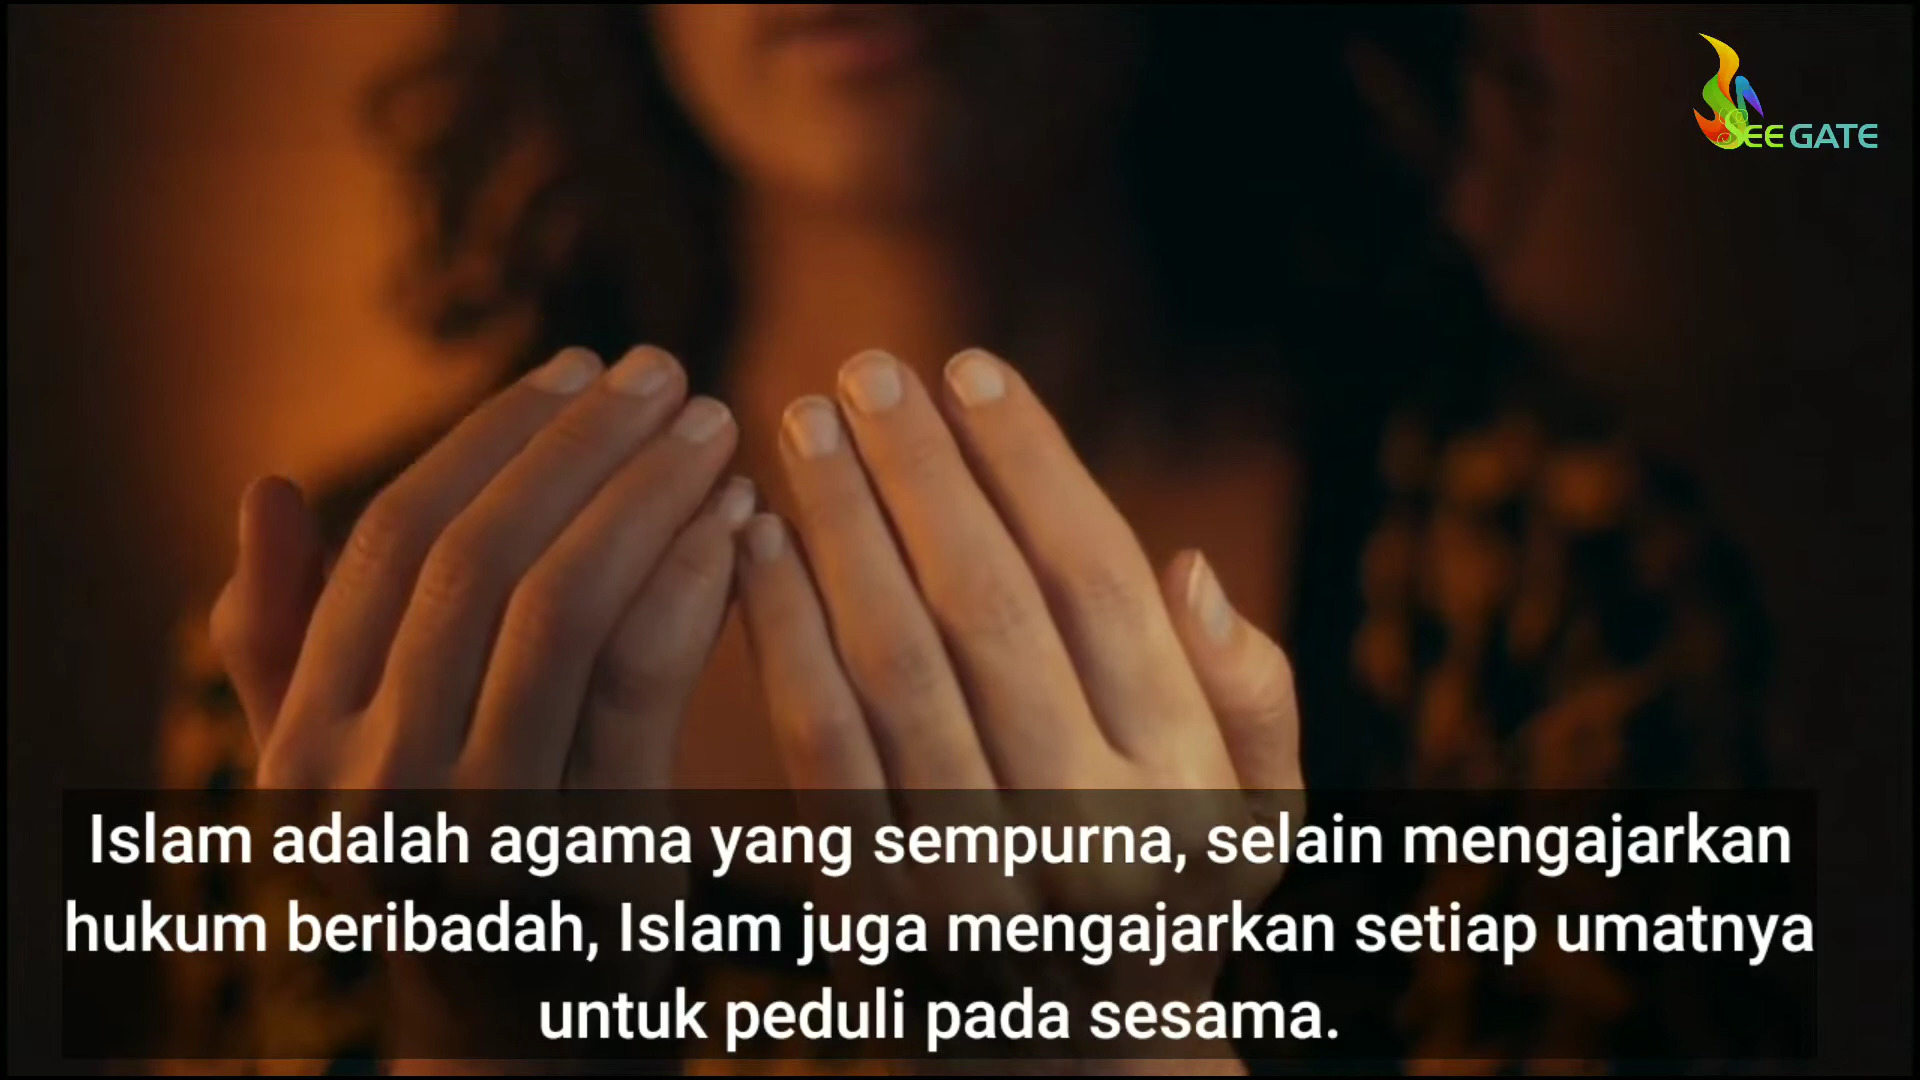 SEE GATE
Islam adalah agama yang sempurna, selain mengajarkan
hukum beribadah, Islam juga mengajarkan setiap umatnya
untuk peduli pada sesama.